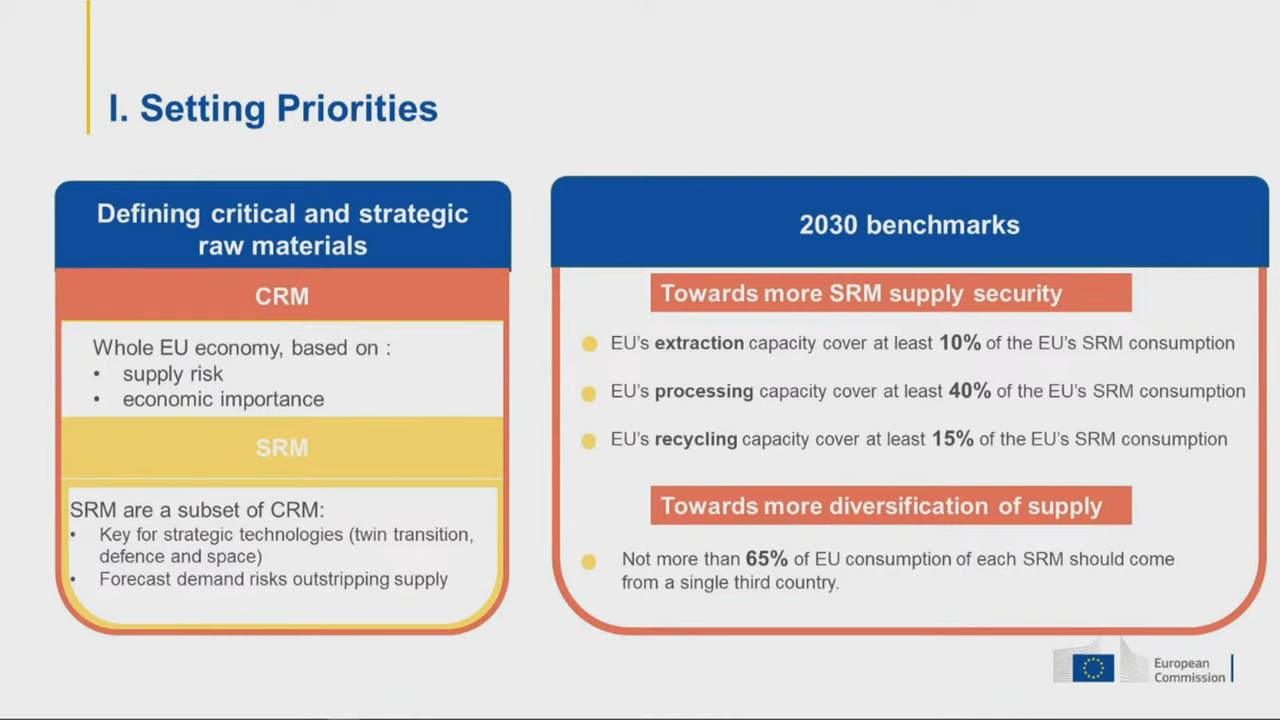 I. Setting Priorities
Defining critical and strategic
raw materials
CRM
Whole EU economy, based on :
• supply risk
• economic importance
SRM
SRM are a subset of CRM:
• Key for strategic technologies (twin transition,
defence and space)
• Forecast demand risks outstripping supply
2030 benchmarks
Towards more SRM supply security
EU’s extraction capacity cover at least 10% of the EU’s SRM consumption
EU’s processing capacity cover at least 40% of the EU’s SRM consumption
EU’s recycling capacity cover at least 15% of the EU’s SRM consumption
Towards more diversification of supply
Not more than 65% of EU consumption of each SRM should come
from a single third country.
European
Commission